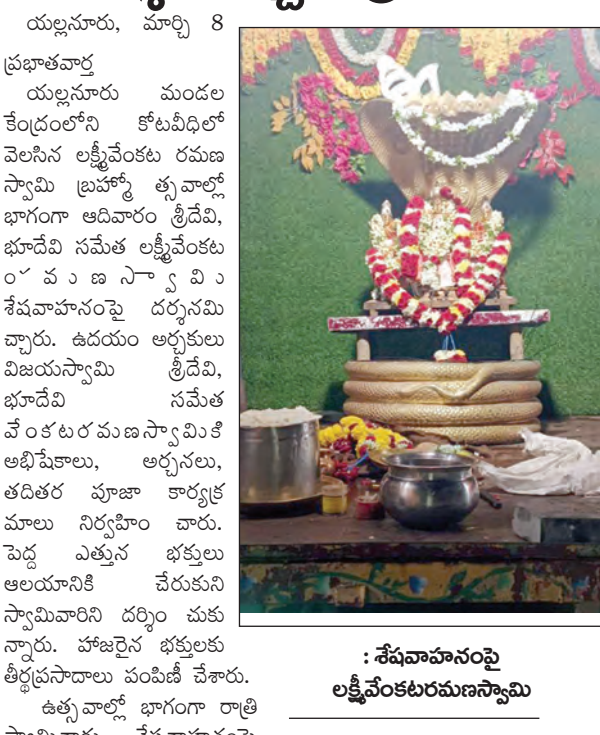 యల్లనూరు, మార్చి 8
ప్రభాతవార్త
యల్లనూరు మండల
కేంద్రంలోని కోటవీధిలో
వెలసిన లక్ష్మీవేంకట రమణ
స్వామి బ్రహ్మో త్సవాల్లో
భాగంగా ఆదివారం శ్రీదేవి,
భూదేవి సమేత లక్ష్మీవేంకట
రమణస్వామి
శేషవాహనంపై దర్శనమి
చ్చారు. ఉదయం అర్చకులు
విజయస్వామి శ్రీదేవి,
భూదేవి సమేత
వేంకటరమణస్వామికి
అభిషేకాలు, అర్చనలు,
తదితర పూజా కార్యక్ర
మాలు నిర్వహిం చారు.
పెద్ద ఎత్తున భక్తులు
ఆలయానికి చేరుకుని
స్వామివారిని దర్శిం చుకు
న్నారు. హాజరైన భక్తులకు
తీర్థప్రసాదాలు పంపిణీ చేశారు.
ఉత్సవాల్లో భాగంగా రాత్రి
: శేషవాహనంపై
లక్ష్మీవేంకటరమణస్వామి